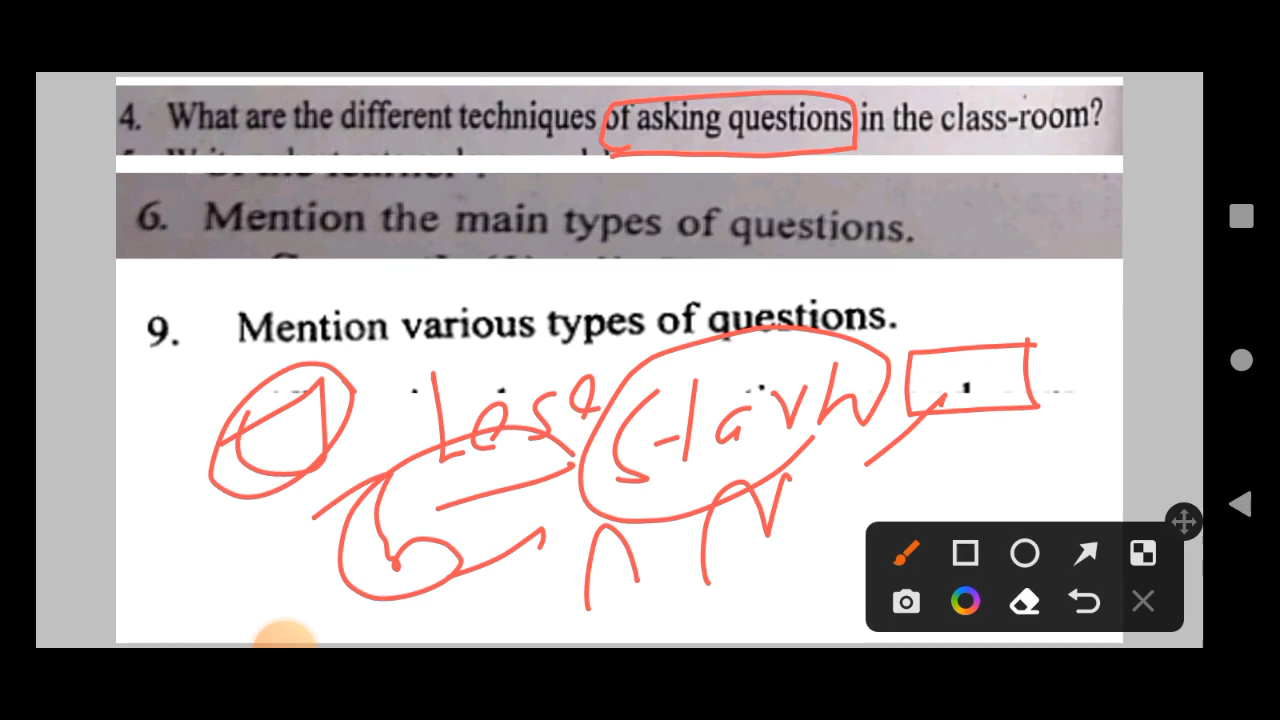 4. What are the different techniques of asking questions in the class-room?
6. Mention the main types of questions.
9. Mention various types of questions.